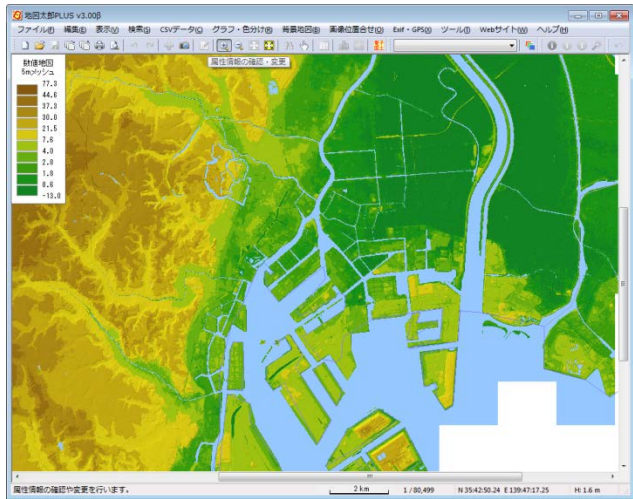 地図太郎PLUS v3.00β
ファイル(F) 編集(E) 表示(V) 検索(S) CSVデータ(C) グラフ・色分け(R) 背景地図(B) 画像位置合せ(O) Exif・GPS(X) ツール(T) Webサイト(W) ヘルプ(H)
属性情報の確認・変更
数値地図
5mメッシュ
77.3
44.6
37.3
30.0
21.5
7.6
4.3
2.8
1.8
0.6
-13.0
属性情報の確認や変更を行います。
2 km
1 / 80,499
N 35:42:50.24 E 139:47:17.25
H: 1.6 m